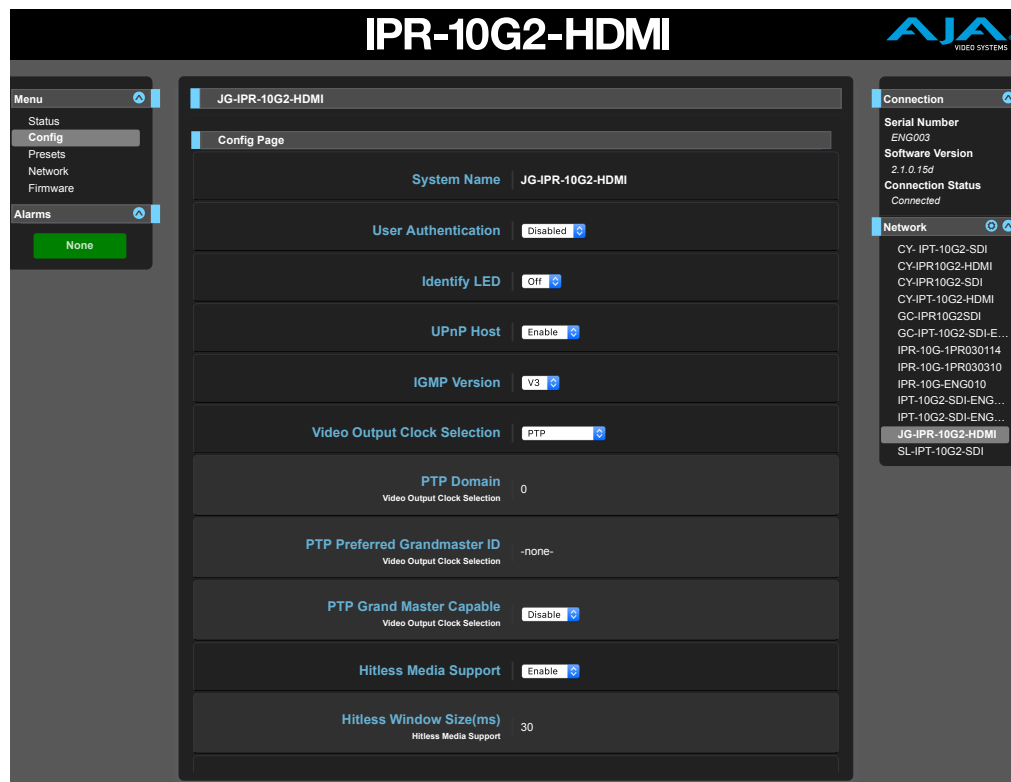 IPR-10G2-HDMI
AJA
VIDEO SYSTEMS
Menu
Status
Config
Presets
Network
Firmware
Alarms
None
JG-IPR-10G2-HDMI
Config Page
System Name JG-IPR-10G2-HDMI
User Authentication Disabled
Identify LED Off
UPnP Host Enable
IGMP Version V3
Video Output Clock Selection PTP
PTP Domain
Video Output Clock Selection
0
PTP Preferred Grandmaster ID
Video Output Clock Selection
-none-
PTP Grand Master Capable
Video Output Clock Selection
Disable
Hitless Media Support Enable
Hitless Window Size(ms)
Hitless Media Support
30
Connection
Serial Number
ENG003
Software Version
2.1.0.15d
Connection Status
Connected
Network
CY- IPT-10G2-SDI
CY-IPR10G2-HDMI
CY-IPR10G2-SDI
CY-IPT-10G2-HDMI
GC-IPR10G2SDI
GC-IPT-10G2-SDI-E...
IPR-10G-1PR030114
IPR-10G-1PR030310
IPR-10G-ENG010
IPT-10G2-SDI-ENG...
IPT-10G2-SDI-ENG...
JG-IPR-10G2-HDMI
SL-IPT-10G2-SDI